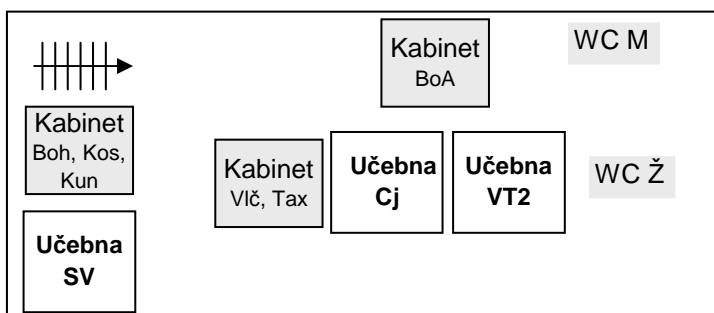 Kabinet
BoA
WC M
Kabinet
Boh, Kos,
Kun
Kabinet
Vlč, Tax
Učebna
Cj
Učebna
VT2
WC Ž
Učebna
SV